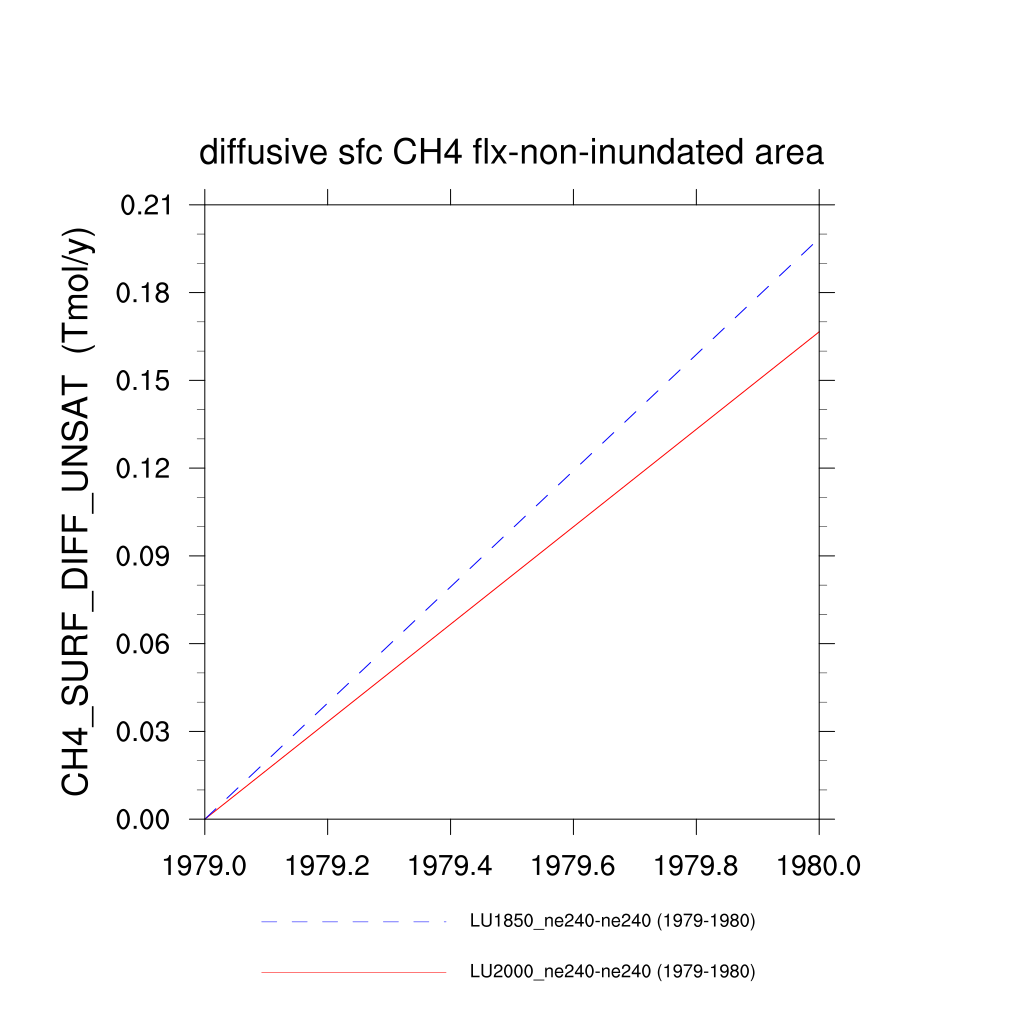 diffusive sfc CH4 flx-non-inundated area
CH4_SURF_DIFF_UNSAT (Tmol/y)
0.21
0.18
0.15
0.12
0.09
0.06
0.03
0.00
1979.0 1979.2 1979.4 1979.6 1979.8 1980.0
LU1850_ne240-ne240 (1979-1980)
LU2000_ne240-ne240 (1979-1980)